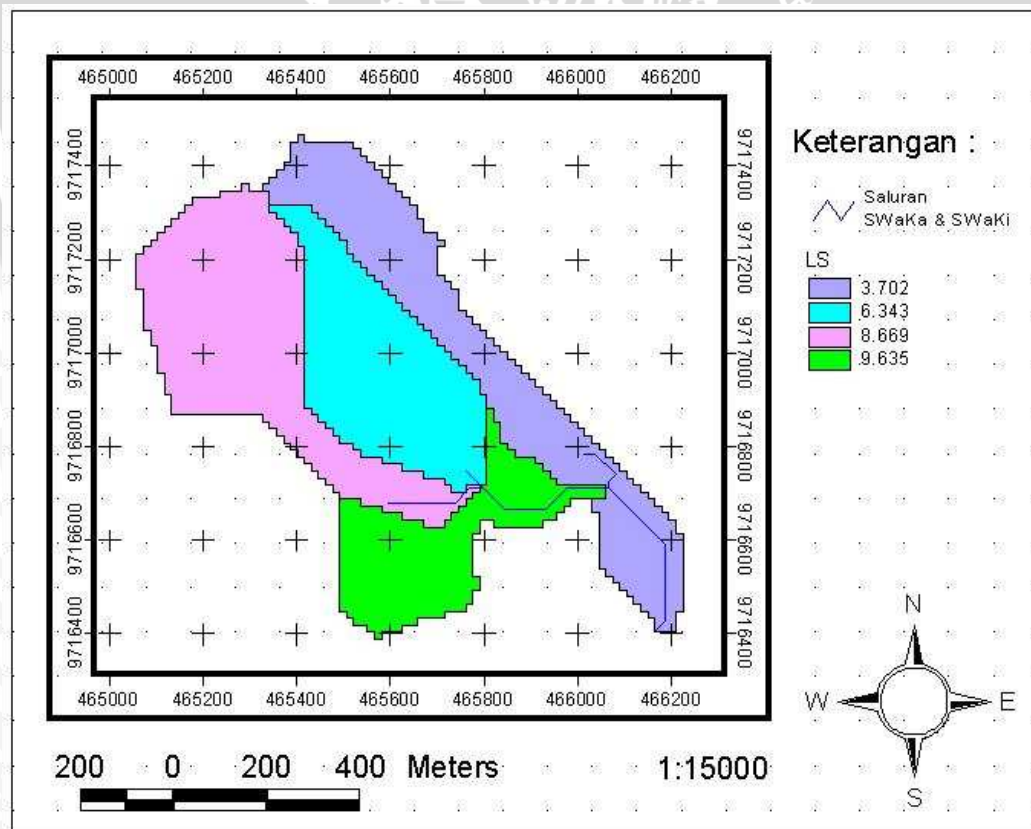 465000 465200 465400 465600 465800 466000 466200
9717400 9717400
9717200 9717200
9717000 9717000
9716800 9716800
9716600 9716600
9716400 9716400
465000 465200 465400 465600 465800 466000 466200
Keterangan :
Saluran
SWaKa & SWaKi
LS
3.702
6.343
8.669
9.635
N
W E
S
200 0 200 400 Meters 1:15000